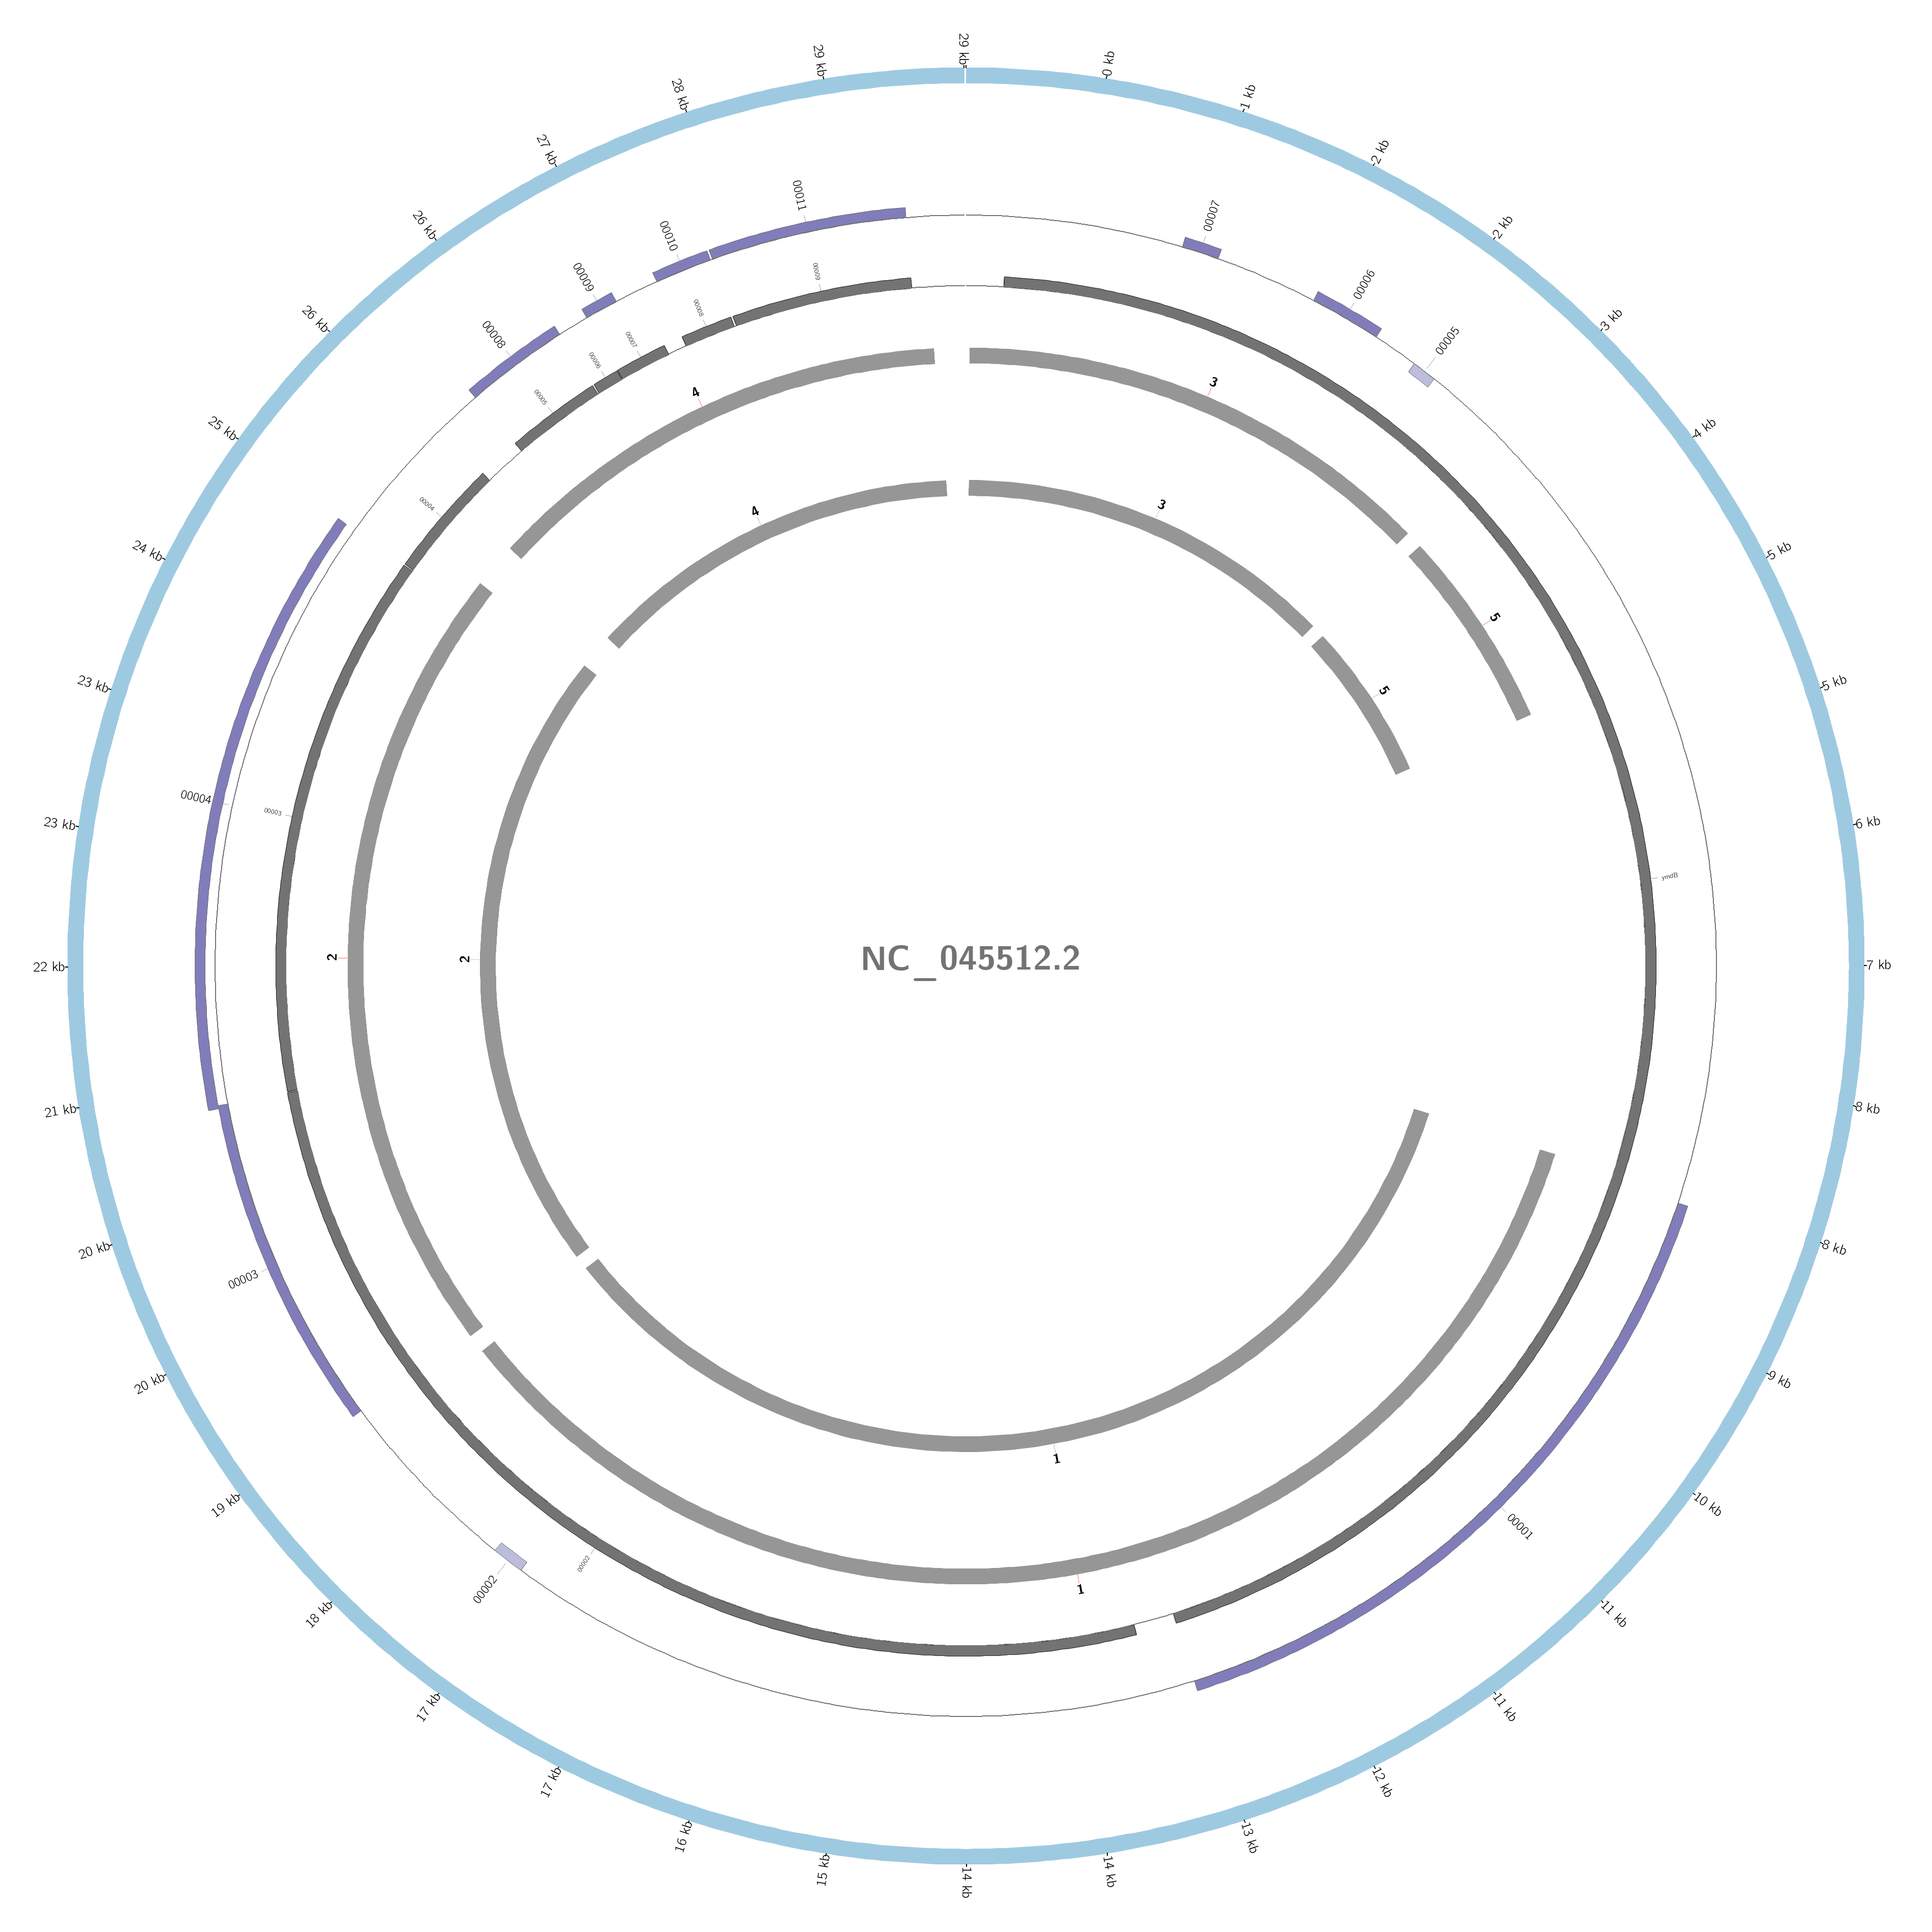 29 kb
0 kb
1 kb
2 kb
2 kb
3 kb
4 kb
5 kb
5 kb
6 kb
7 kb
8 kb
8 kb
9 kb
10 kb
11 kb
11 kb
12 kb
13 kb
14 kb
14 kb
15 kb
16 kb
17 kb
17 kb
18 kb
19 kb
20 kb
20 kb
21 kb
22 kb
23 kb
23 kb
24 kb
25 kb
26 kb
26 kb
27 kb
28 kb
29 kb
00007
00006
00005
00001
00002
00003
00004
00008
00009
00010
00011
ymdB
00002
00003
00004
00005
00006
00007
00008
00009
3
5
1
2
4
3
5
1
2
4
NC_045512.2